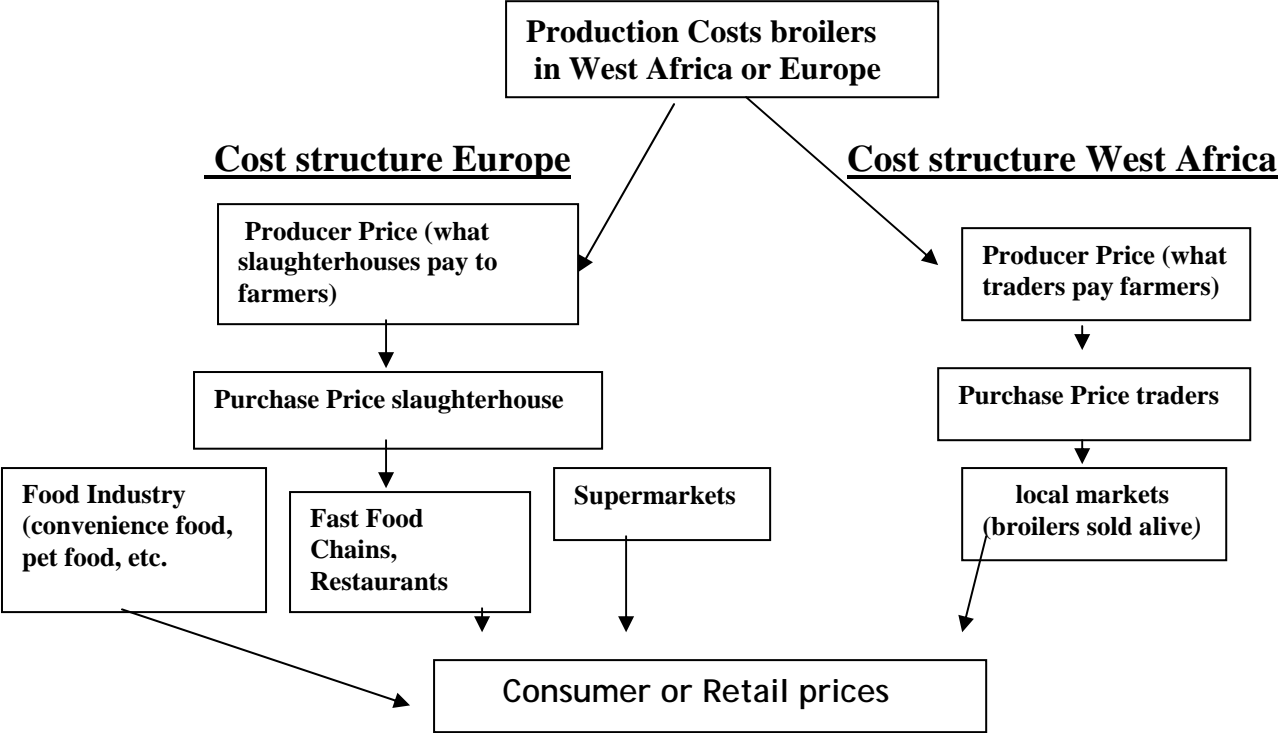 Production Costs broilers
in West Africa or Europe
Cost structure Europe
Cost structure West Africa
Producer Price (what
slaughterhouses pay to
farmers)
Producer Price (what
traders pay farmers)
Purchase Price slaughterhouse
Purchase Price traders
Food Industry
(convenience food,
pet food, etc.
Fast Food
Chains,
Restaurants
Supermarkets
local markets
(broilers sold alive)
Consumer or Retail prices